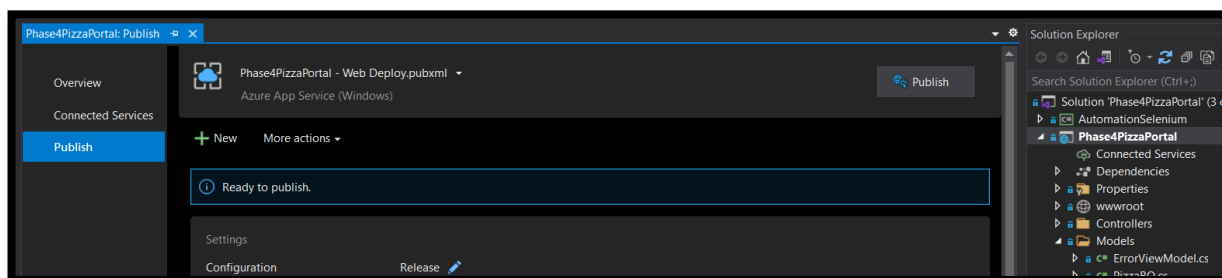 Phase4PizzaPortal: Publish
Overview
Connected Services
Publish
Phase4PizzaPortal - Web Deploy.pubxml
Azure App Service (Windows)
Publish
New
More actions
Ready to publish.
Settings
Configuration
Release
Solution Explorer
Search Solution Explorer (Ctrl+;)
Solution 'Phase4PizzaPortal' (3
C# AutomationSelenium
Phase4PizzaPortal
Connected Services
Dependencies
Properties
wwwroot
Controllers
Models
C# ErrorViewModel.cs
C# PizzaBO.cs